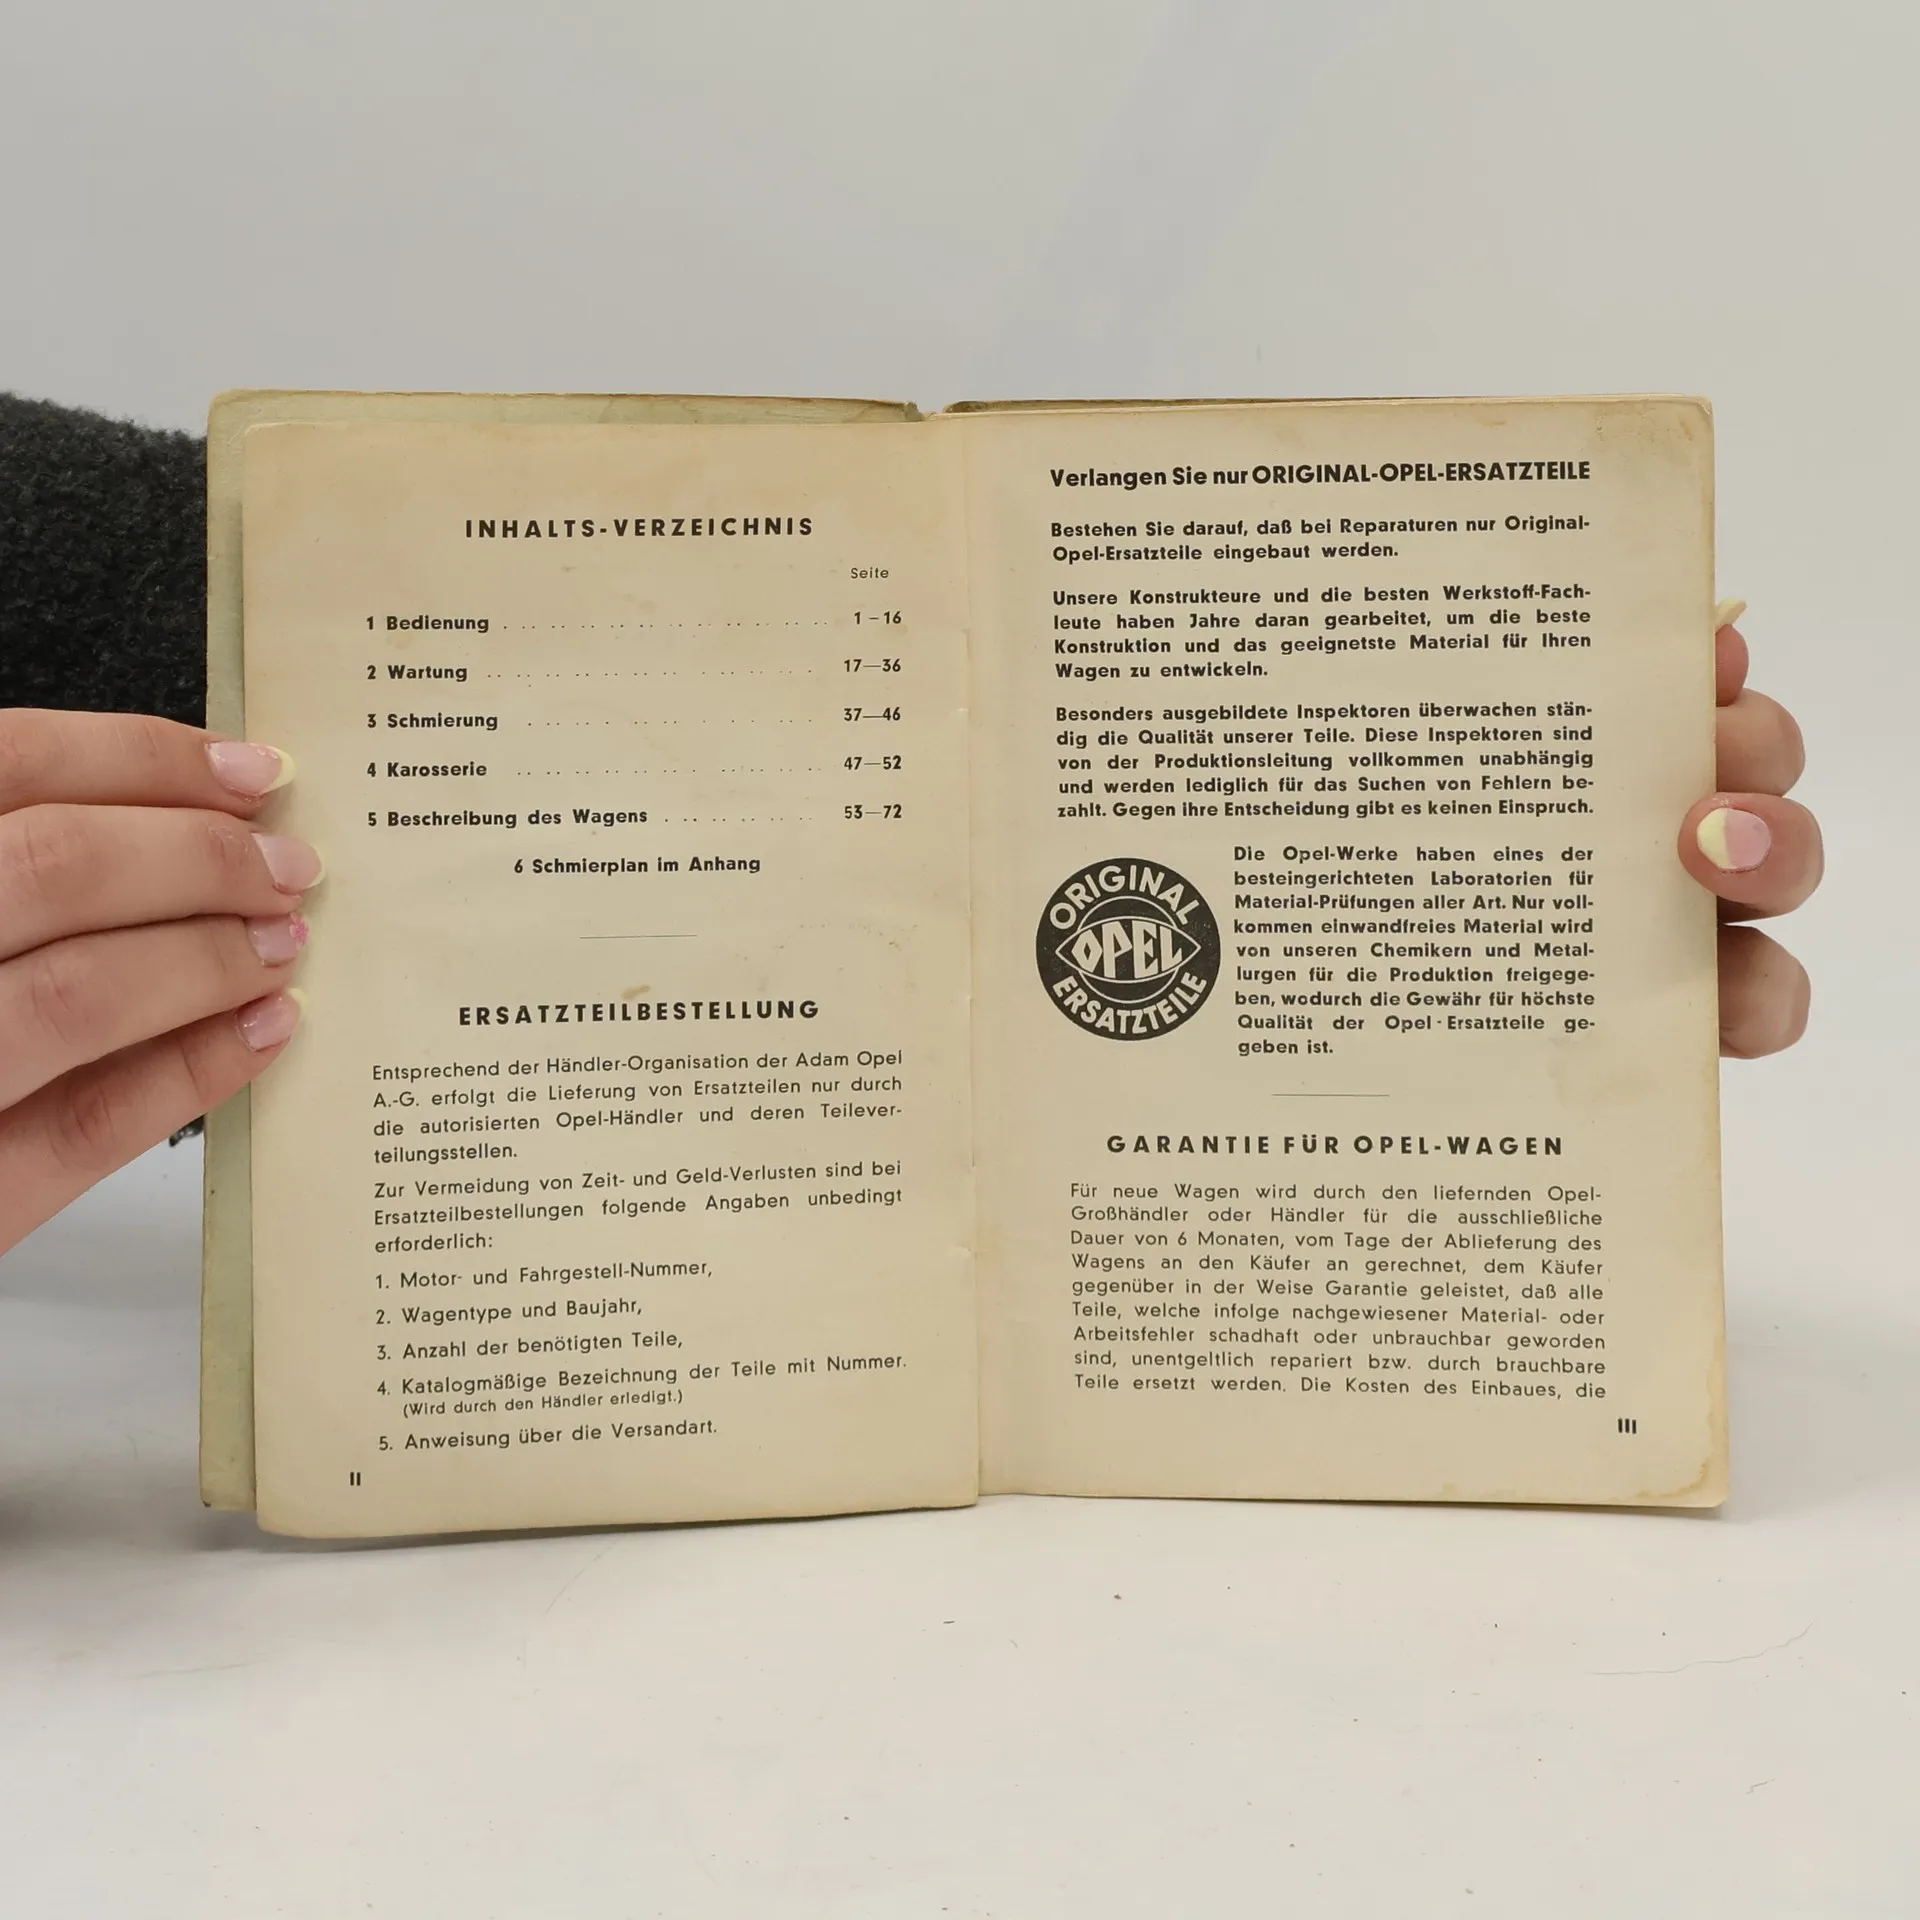 INHALTS-VERZEICHNIS
Seite
1 Bedienung . . . . . . . . . . . . . . . . . 1 – 16
2 Wartung . . . . . . . . . . . . . . . . . 17—36
3 Schmierung . . . . . . . . . . . . . . . 37—46
4 Karosserie . . . . . . . . . . . . . . . . 47—52
5 Beschreibung des Wagens . . . . . . . . . 53—72
6 Schmierplan im Anhang
ERSATZTEILBESTELLUNG
Entsprechend der Händler-Organisation der Adam Opel
A.-G. erfolgt die Lieferung von Ersatzteilen nur durch
die autorisierten Opel-Händler und deren Teilever-
teilungsstellen.
Zur Vermeidung von Zeit- und Geld-Verlusten sind bei
Ersatzteilbestellungen folgende Angaben unbedingt
erforderlich:
1. Motor- und Fahrgestell-Nummer,
2. Wagentype und Baujahr,
3. Anzahl der benötigten Teile,
4. Katalogmäßige Bezeichnung der Teile mit Nummer.
(Wird durch den Händler erledigt.)
5. Anweisung über die Versandart.
II
Verlangen Sie nur ORIGINAL-OPEL-ERSATZTEILE
Bestehen Sie darauf, daß bei Reparaturen nur Original-
Opel-Ersatzteile eingebaut werden.
Unsere Konstrukteure und die besten Werkstoff-Fach-
leute haben Jahre daran gearbeitet, um die beste
Konstruktion und das geeignetste Material für Ihren
Wagen zu entwickeln.
Besonders ausgebildete Inspektoren überwachen stän-
dig die Qualität unserer Teile. Diese Inspektoren sind
von der Produktionsleitung vollkommen unabhängig
und werden lediglich für das Suchen von Fehlern be-
zahlt. Gegen ihre Entscheidung gibt es keinen Einspruch.
ORIGINAL
OPEL
ERSATZTEILE
Die Opel-Werke haben eines der
besteingerichteten Laboratorien für
Material-Prüfungen aller Art. Nur voll-
kommen einwandfreies Material wird
von unseren Chemikern und Metal-
lurgen für die Produktion freigege-
ben, wodurch die Gewähr für höchste
Qualität der Opel-Ersatzteile ge-
geben ist.
GARANTIE FÜR OPEL-WAGEN
Für neue Wagen wird durch den liefernden Opel-
Großhändler oder Händler für die ausschließliche
Dauer von 6 Monaten, vom Tage der Ablieferung des
Wagens an den Käufer an gerechnet, dem Käufer
gegenüber in der Weise Garantie geleistet, daß alle
Teile, welche infolge nachgewiesener Material- oder
Arbeitsfehler schadhaft oder unbrauchbar geworden
sind, unentgeltlich repariert bzw. durch brauchbare
Teile ersetzt werden. Die Kosten des Einbaues, die
III